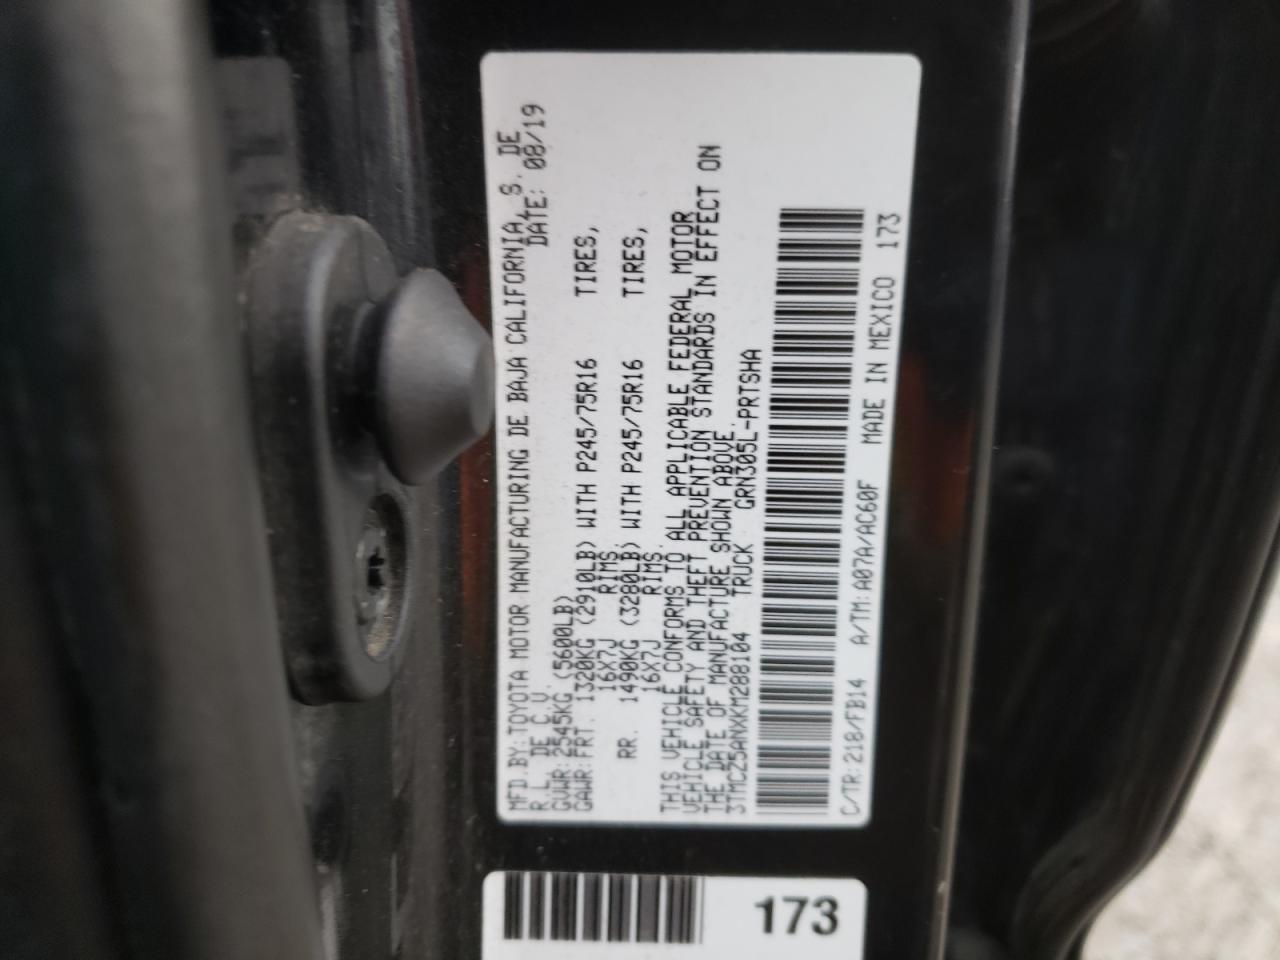 MFD.BY:TOYOTA MOTOR MANUFACTURING DE BAJA CALIFORNIA, S. DE
R.L. DE C.V. DATE: 08/19
GVWR:2545KG (5600LB)
GAWR:FRT. 1320KG (2910LB) WITH P245/75R16 TIRES,
16X7J RIMS.
RR. 1490KG (3280LB) WITH P245/75R16 TIRES,
16X7J RIMS.
THIS VEHICLE CONFORMS TO ALL APPLICABLE FEDERAL MOTOR
VEHICLE SAFETY AND THEFT PREVENTION STANDARDS IN EFFECT ON
THE DATE OF MANUFACTURE SHOWN ABOVE.
3TMCZ5ANXKM288104 TRUCK GRN305L-PRTSHA
C/TR:218/FB14 A/TM:A07A/AC60F MADE IN MEXICO 173
173